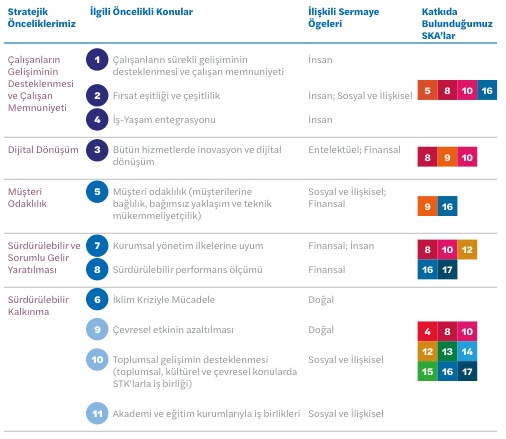 Stratejik
Önceliklerimiz
İlgili Öncelikli Konular
İlişkili Sermaye
Ögeleri
Katkıda
Bulunduğumuz
SKA'lar
Çalışanların
Gelişiminin
Desteklenmesi
ve Çalışan
Memnuniyeti
1 Çalışanların sürekli gelişiminin
desteklenmesi ve çalışan memnuniyeti
İnsan
2 Fırsat eşitliği ve çeşitlilik
İnsan; Sosyal ve İlişkisel
4 İş-Yaşam entegrasyonu
İnsan
5 8 10 16
Dijital Dönüşüm
3 Bütün hizmetlerde inovasyon ve dijital
dönüşüm
Entelektüel; Finansal
8 9 10
Müşteri
Odaklılık
5 Müşteri odaklılık (müşterilerine
bağlılık, bağımsız yaklaşım ve teknik
mükemmeliyetçilik)
Sosyal ve İlişkisel;
Finansal
9 16
Sürdürülebilir ve
Sorumlu Gelir
Yaratılması
7 Kurumsal yönetim ilkelerine uyum
Finansal; İnsan
8 Sürdürülebilir performans ölçümü
Finansal
8 10 12
16 17
Sürdürülebilir
Kalkınma
6 İklim Kriziyle Mücadele
Doğal
9 Çevresel etkinin azaltılması
Doğal
10 Toplumsal gelişimin desteklenmesi
(toplumsal, kültürel ve çevresel konularda
STK'larla iş birliği)
Sosyal ve İlişkisel
11 Akademi ve eğitim kurumlarıyla iş birlikleri
Sosyal ve İlişkisel
4 8 10
12 13 14
15 16 17